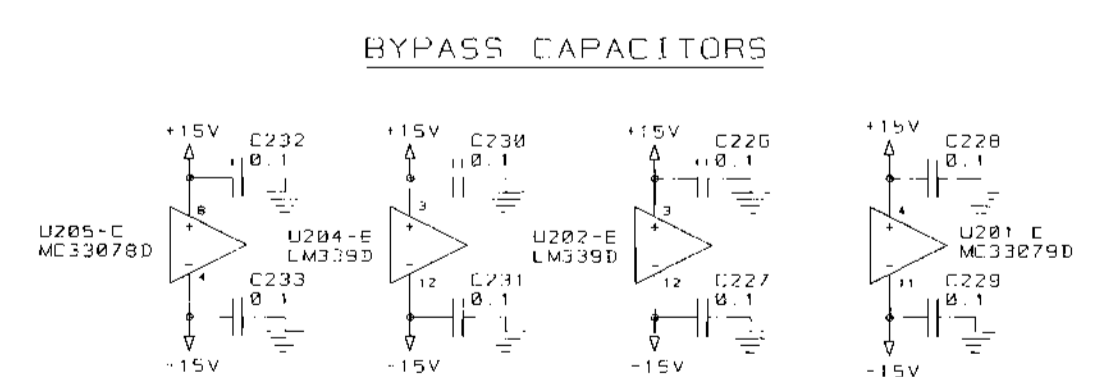 BYPASS CAPACITORS
+15V
C232
0.1
8
+
U205-C
MC33078D
-
4
C233
0.1
-15V
+15V
C230
0.1
3
+
U204-E
LM339D
-
12
C231
0.1
-15V
+15V
C226
0.1
3
+
U202-E
LM339D
-
12
C227
0.1
-15V
+15V
C228
0.1
4
+
U201
MC33079D
-
11
C229
0.1
-15V